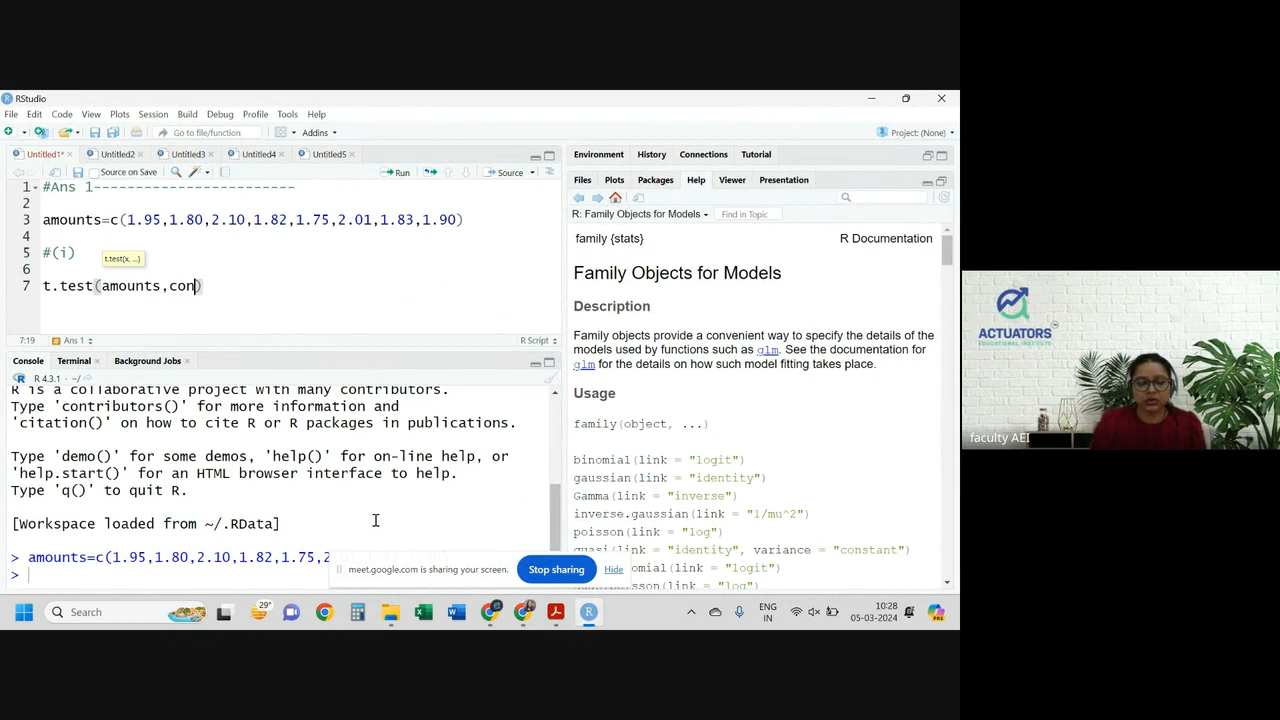 RStudio
File Edit Code View Plots Session Build Debug Profile Tools Help
Go to file/function Addins Project: (None)
Untitled1* Untitled2 Untitled3 Untitled4 Untitled5
Source on Save Run Source
1 #Ans 1------------------------
2
3 amounts=c(1.95,1.80,2.10,1.82,1.75,2.01,1.83,1.90)
4
5 #(i)
t.test(x, ...)
6
7 t.test(amounts,con)
7:19 Ans 1 R Script
Console Terminal Background Jobs
R 4.3.1 · ~/
R is a collaborative project with many contributors.
Type 'contributors()' for more information and
'citation()' on how to cite R or R packages in publications.
Type 'demo()' for some demos, 'help()' for on-line help, or
'help.start()' for an HTML browser interface to help.
Type 'q()' to quit R.
[Workspace loaded from ~/.RData]
> amounts=c(1.95,1.80,2.10,1.82,1.75,2
>
Environment History Connections Tutorial
Files Plots Packages Help Viewer Presentation
R: Family Objects for Models Find in Topic
family {stats} R Documentation
Family Objects for Models
Description
Family objects provide a convenient way to specify the details of the
models used by functions such as glm. See the documentation for
glm for the details on how such model fitting takes place.
Usage
family(object, ...)
binomial(link = "logit")
gaussian(link = "identity")
Gamma(link = "inverse")
inverse.gaussian(link = "1/mu^2")
poisson(link = "log")
quasi(link = "identity", variance = "constant")
nomial(link = "logit")
oisson(link = "log")
meet.google.com is sharing your screen. Stop sharing Hide
Search 29° ENG IN 10:28 05-03-2024
ACTUATORS
EDUCATIONAL INSTITUTE
faculty AEI